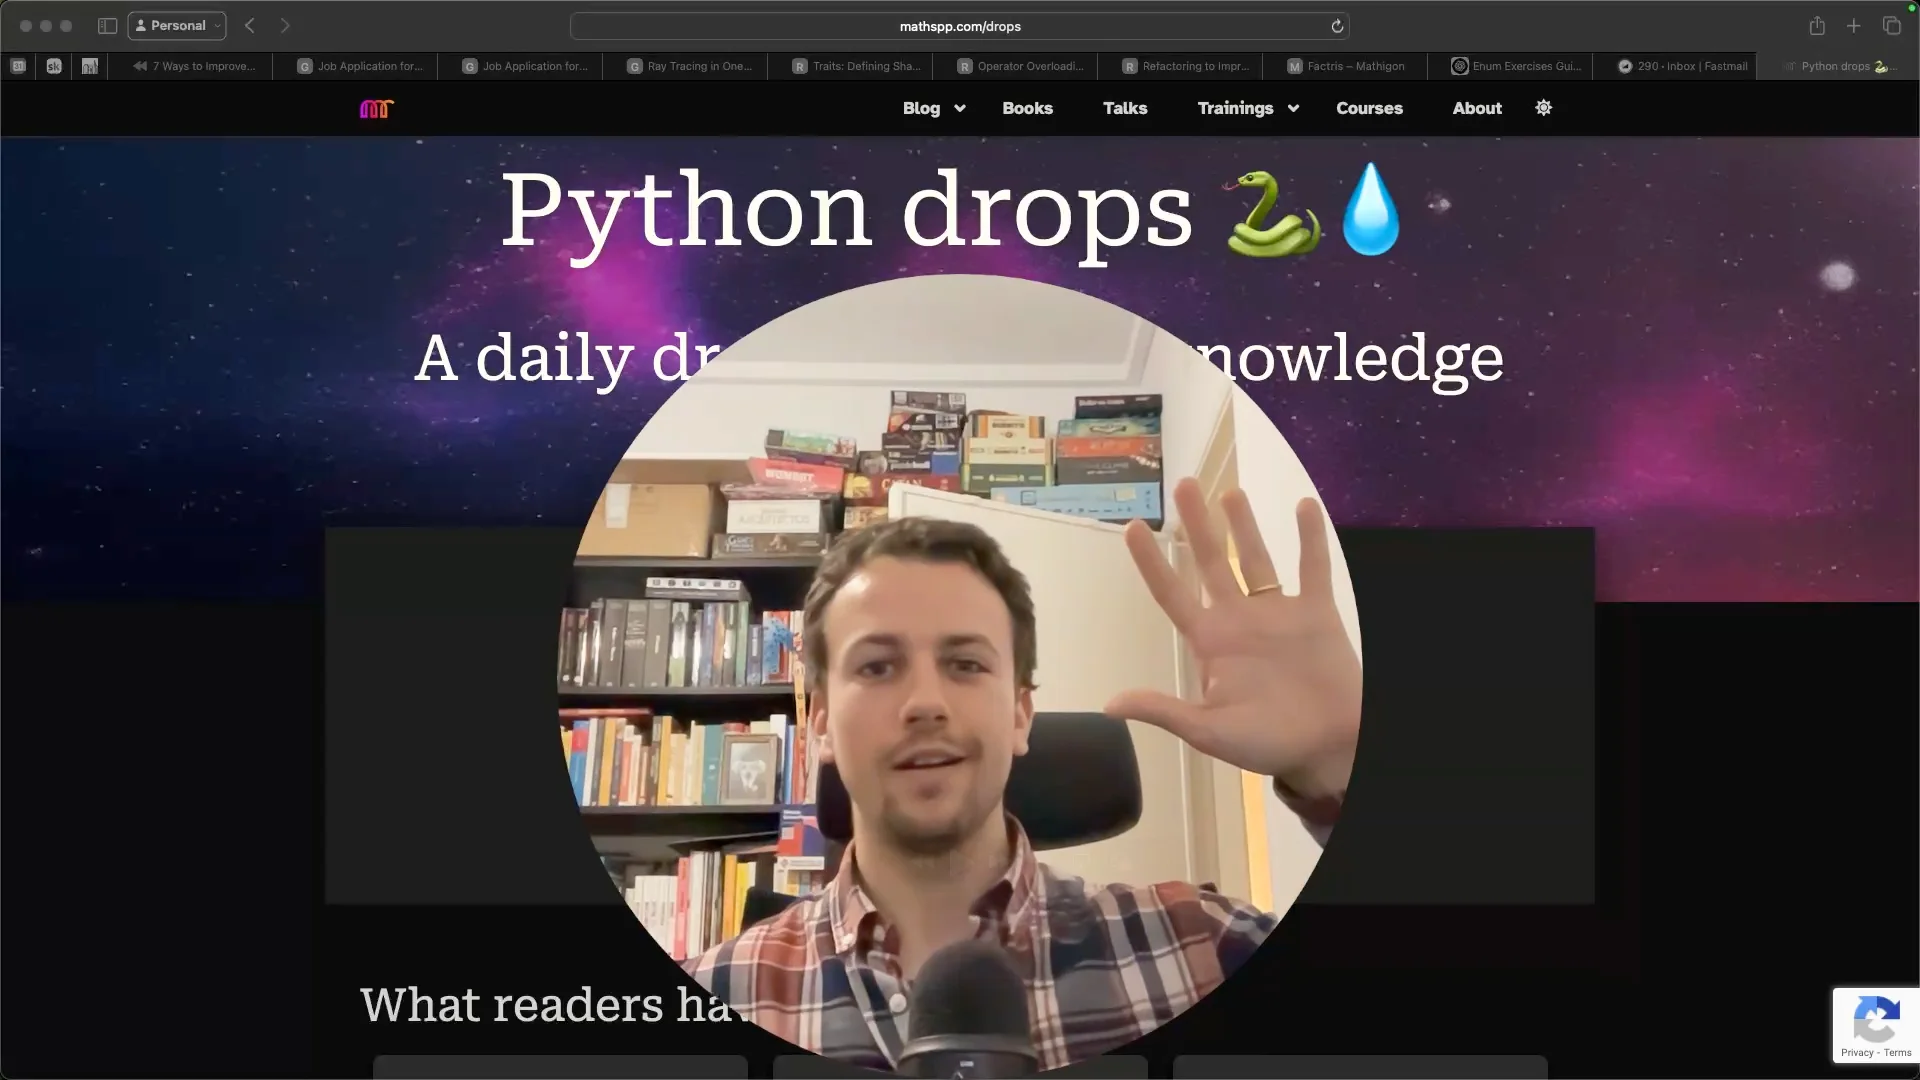 Personal
mathspp.com/drops
7 Ways to Improve...
Job Application for...
Job Application for...
Ray Tracing in One...
Traits: Defining Sha...
Operator Overloadi...
Refactoring to Impr...
Factris – Mathigon
Enum Exercises Gui...
290 • Inbox | Fastmail
Python drops
Blog
Books
Talks
Trainings
Courses
About
Python drops
A daily dr
nowledge
WOMBAT
CATAN
What readers ha
Privacy - Terms